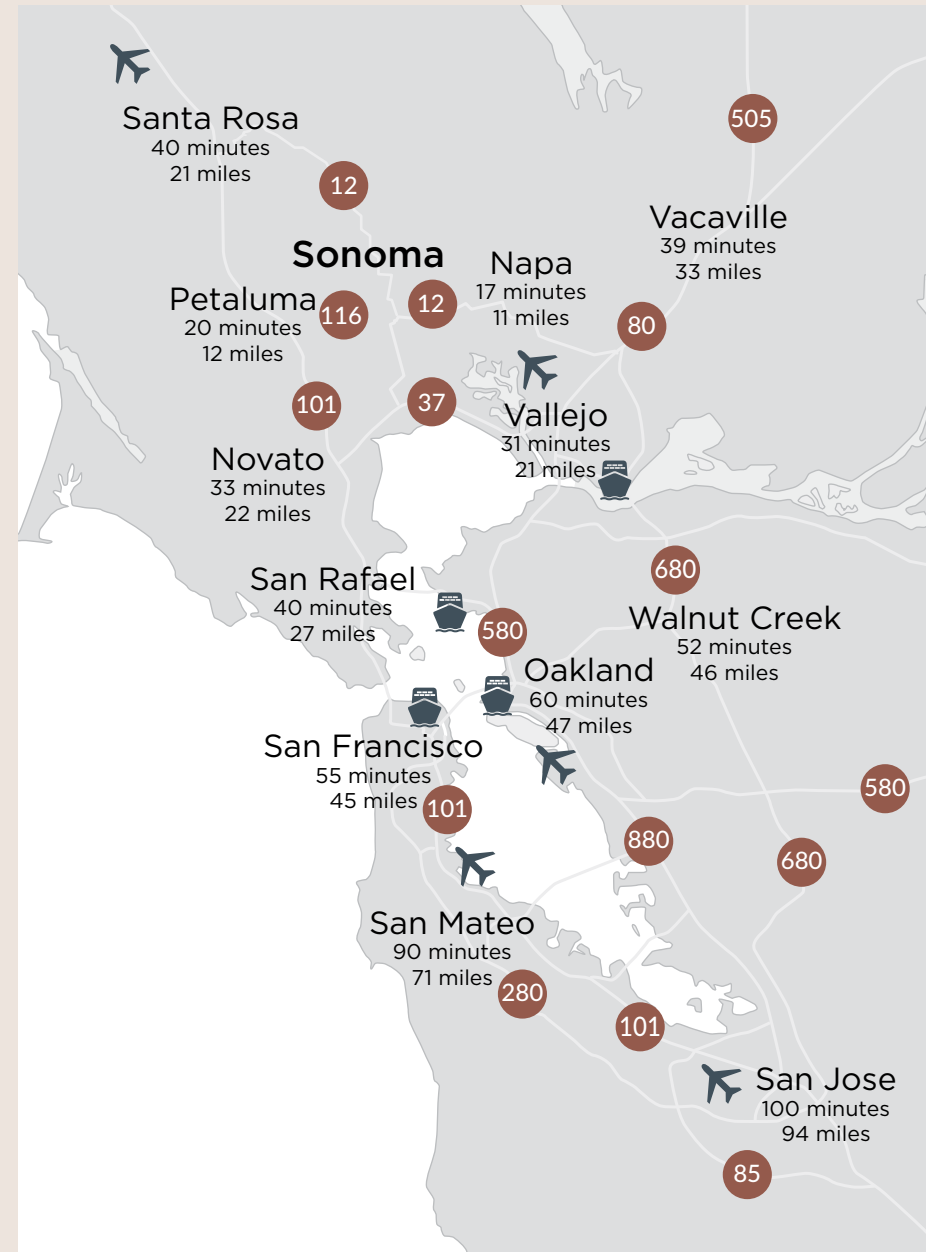 Santa Rosa
40 minutes
21 miles
505
12
Vacaville
39 minutes
33 miles
Sonoma
Napa
17 minutes
11 miles
Petaluma
20 minutes
12 miles
116
12
80
101
37
Vallejo
31 minutes
21 miles
Novato
33 minutes
22 miles
680
San Rafael
40 minutes
27 miles
580
Walnut Creek
52 minutes
46 miles
Oakland
60 minutes
47 miles
San Francisco
55 minutes
45 miles
101
580
880
680
San Mateo
90 minutes
71 miles
280
101
San Jose
100 minutes
94 miles
85